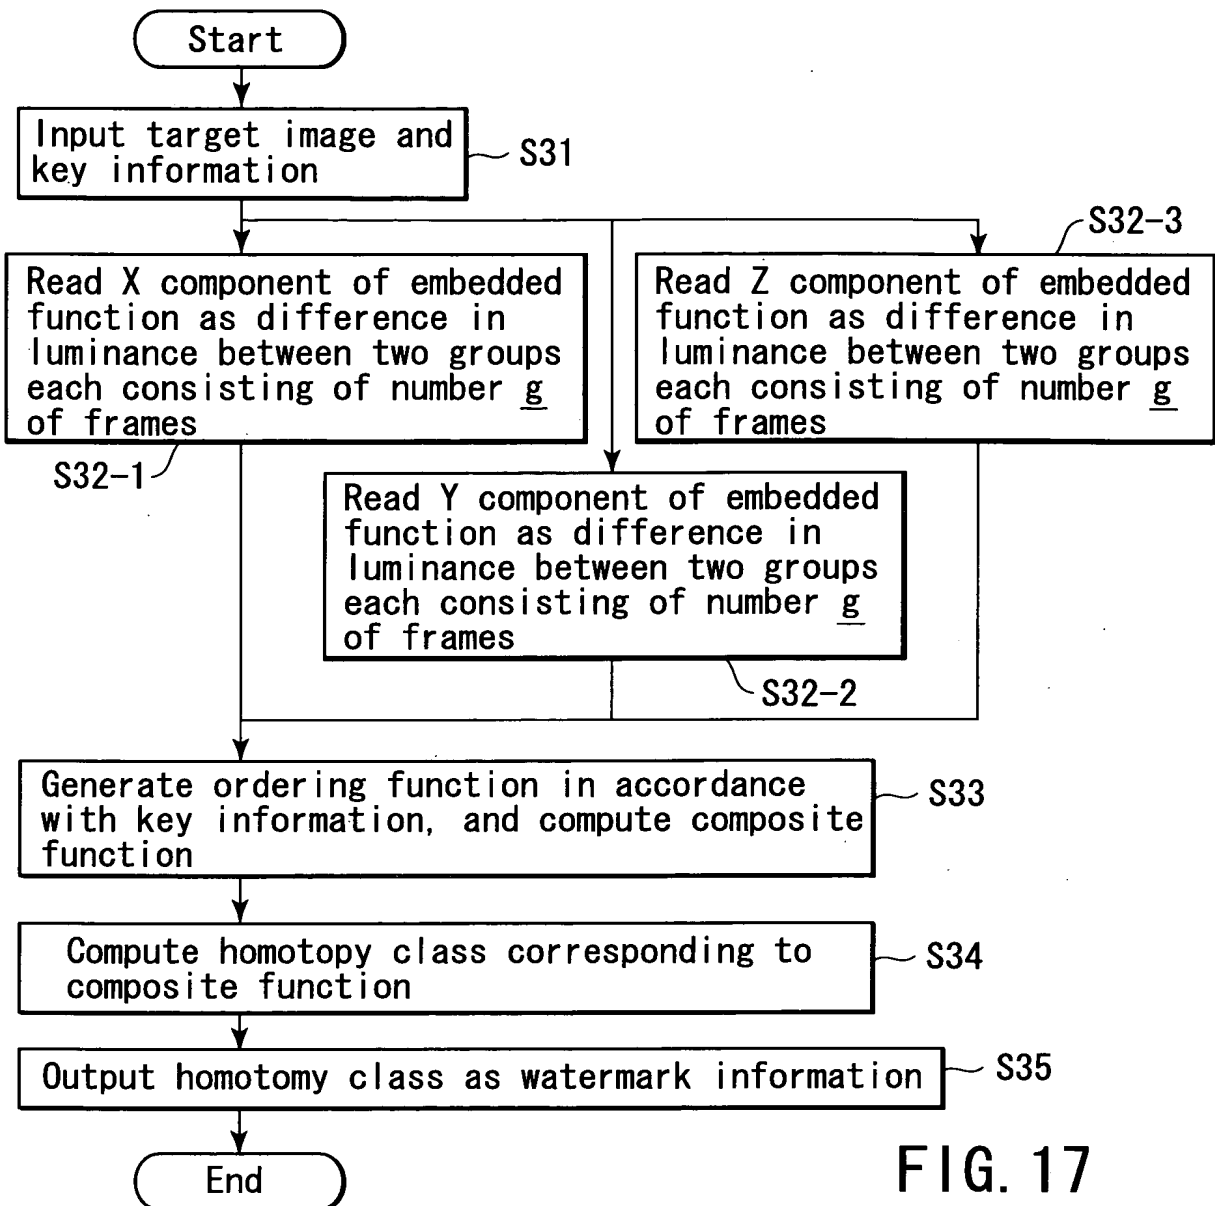 Start
Input target image and
key information
S31
S32-3
Read X component of embedded
function as difference in
luminance between two groups
each consisting of number g
of frames
S32-1
Read Z component of embedded
function as difference in
luminance between two groups
each consisting of number g
of frames
Read Y component of embedded
function as difference in
luminance between two groups
each consisting of number g
of frames
S32-2
Generate ordering function in accordance
with key information, and compute composite
function
S33
Compute homotopy class corresponding to
composite function
S34
Output homotomy class as watermark information
S35
End
FIG. 17